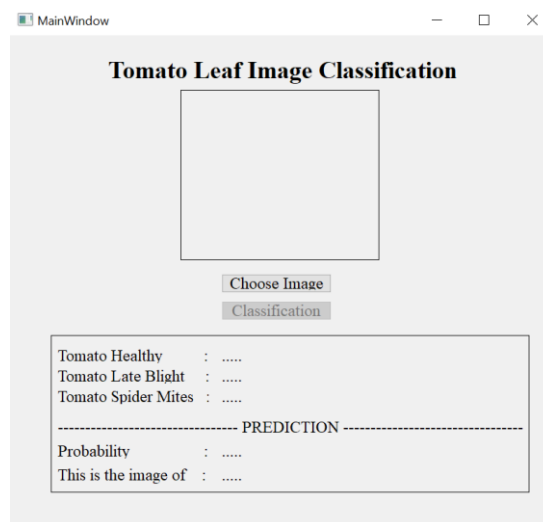 MainWindow
Tomato Leaf Image Classification
Choose Image
Classification
Tomato Healthy : .....
Tomato Late Blight : .....
Tomato Spider Mites : .....
--------------------------------- PREDICTION ---------------------------------
Probability : .....
This is the image of : .....